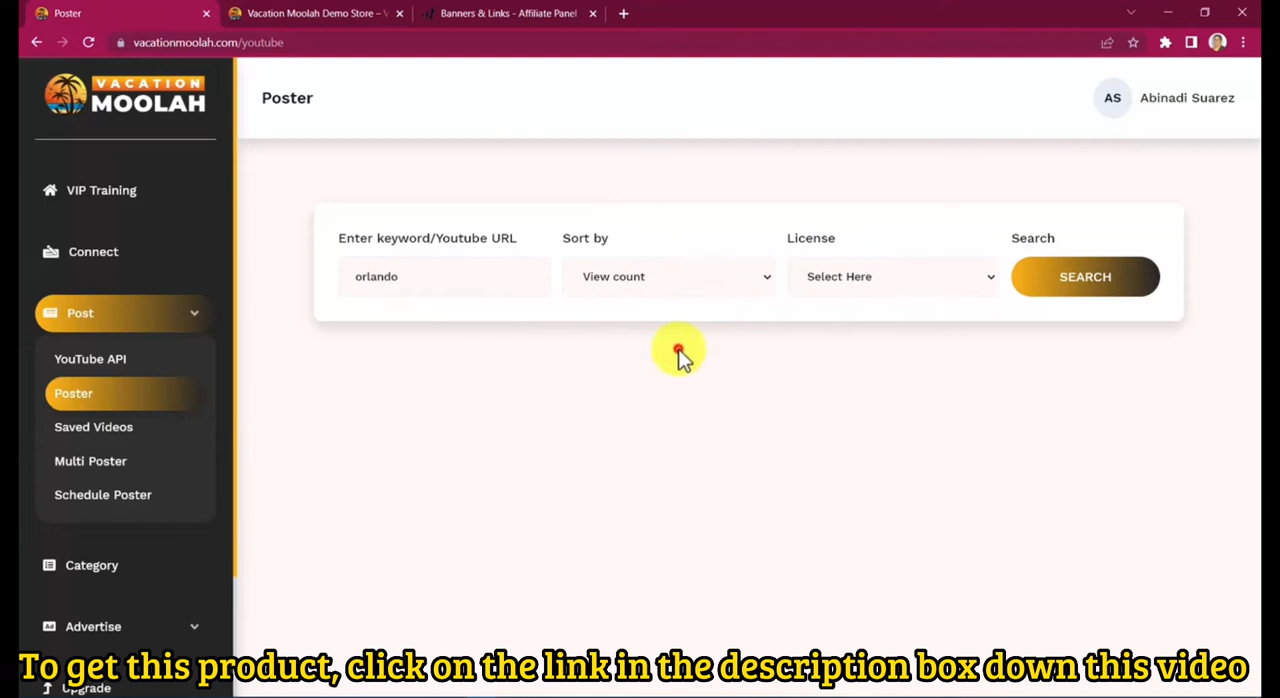 Poster
Vacation Moolah Demo Store – V
Banners & Links - Affiliate Panel
vacationmoolah.com/youtube
VACATION
MOOLAH
Poster
AS
Abinadi Suarez
VIP Training
Connect
Post
YouTube API
Poster
Saved Videos
Multi Poster
Schedule Poster
Category
Ad
Advertise
Upgrade
Enter keyword/Youtube URL
Sort by
License
Search
orlando
View count
Select Here
SEARCH
To get this product, click on the link in the description box down this video